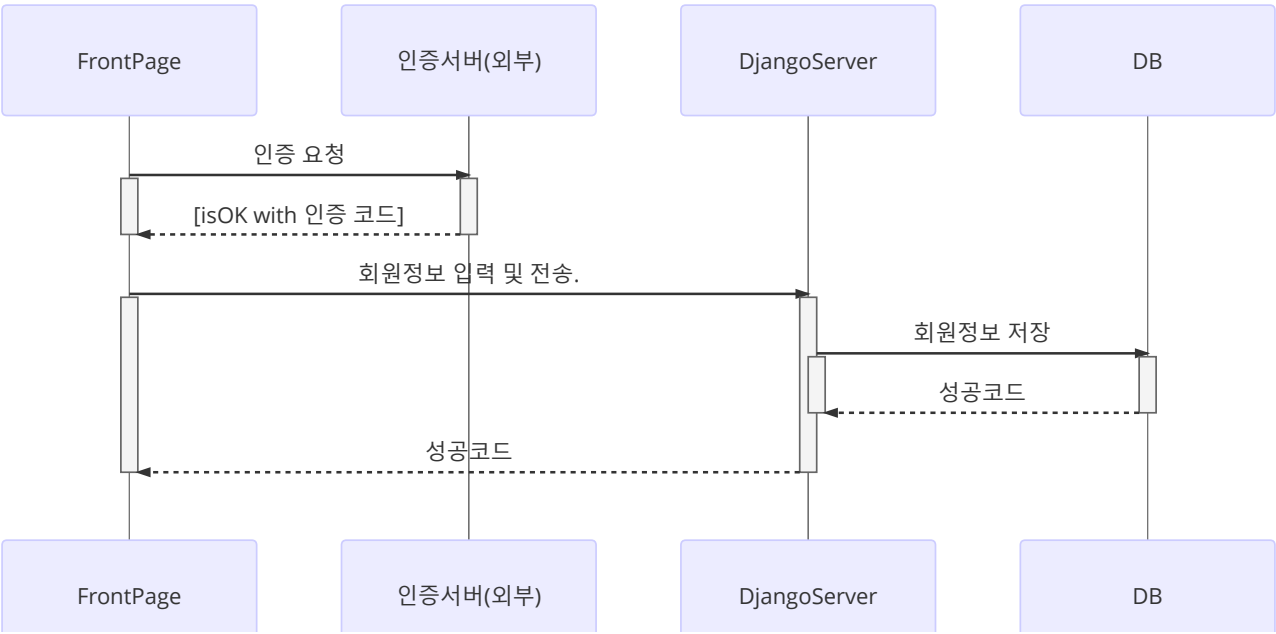 FrontPage
인증서버(외부)
DjangoServer
DB
인증 요청
[isOK with 인증 코드]
회원정보 입력 및 전송.
회원정보 저장
성공코드
성공코드
FrontPage
인증서버(외부)
DjangoServer
DB